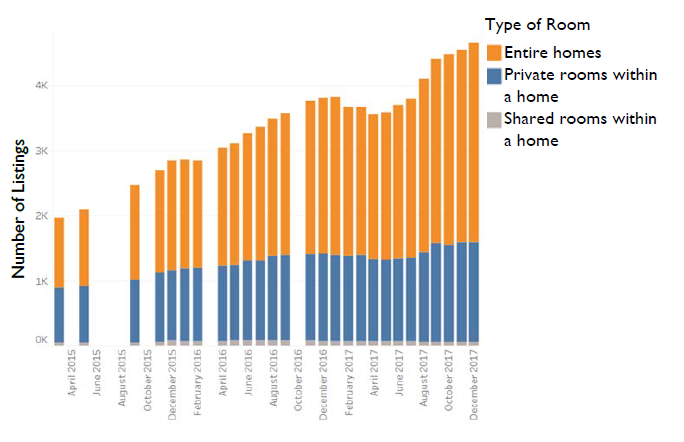 Type of Room
Entire homes
Private rooms within
a home
Shared rooms within
a home
Number of Listings
4K
3K
2K
1K
0K
April 2015
June 2015
August 2015
October 2015
December 2015
February 2016
April 2016
June 2016
August 2016
October 2016
December 2016
February 2017
April 2017
June 2017
August 2017
October 2017
December 2017